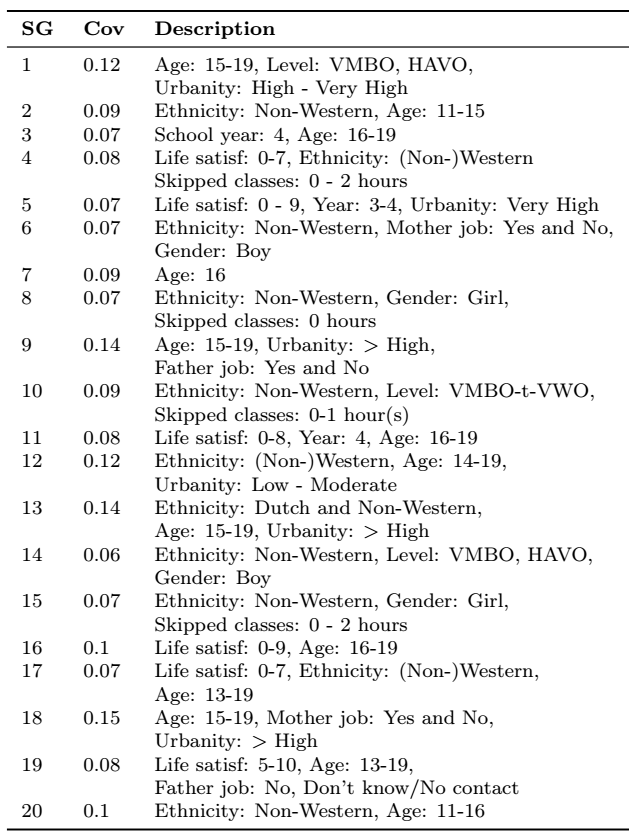 SG Cov Description
1 0.12 Age: 15-19, Level: VMBO, HAVO,
Urbanity: High - Very High
2 0.09 Ethnicity: Non-Western, Age: 11-15
3 0.07 School year: 4, Age: 16-19
4 0.08 Life satisf: 0-7, Ethnicity: (Non-)Western
Skipped classes: 0 - 2 hours
5 0.07 Life satisf: 0 - 9, Year: 3-4, Urbanity: Very High
6 0.07 Ethnicity: Non-Western, Mother job: Yes and No,
Gender: Boy
7 0.09 Age: 16
8 0.07 Ethnicity: Non-Western, Gender: Girl,
Skipped classes: 0 hours
9 0.14 Age: 15-19, Urbanity: > High,
Father job: Yes and No
10 0.09 Ethnicity: Non-Western, Level: VMBO-t-VWO,
Skipped classes: 0-1 hour(s)
11 0.08 Life satisf: 0-8, Year: 4, Age: 16-19
12 0.12 Ethnicity: (Non-)Western, Age: 14-19,
Urbanity: Low - Moderate
13 0.14 Ethnicity: Dutch and Non-Western,
Age: 15-19, Urbanity: > High
14 0.06 Ethnicity: Non-Western, Level: VMBO, HAVO,
Gender: Boy
15 0.07 Ethnicity: Non-Western, Gender: Girl,
Skipped classes: 0 - 2 hours
16 0.1 Life satisf: 0-9, Age: 16-19
17 0.07 Life satisf: 0-7, Ethnicity: (Non-)Western,
Age: 13-19
18 0.15 Age: 15-19, Mother job: Yes and No,
Urbanity: > High
19 0.08 Life satisf: 5-10, Age: 13-19,
Father job: No, Don't know/No contact
20 0.1 Ethnicity: Non-Western, Age: 11-16